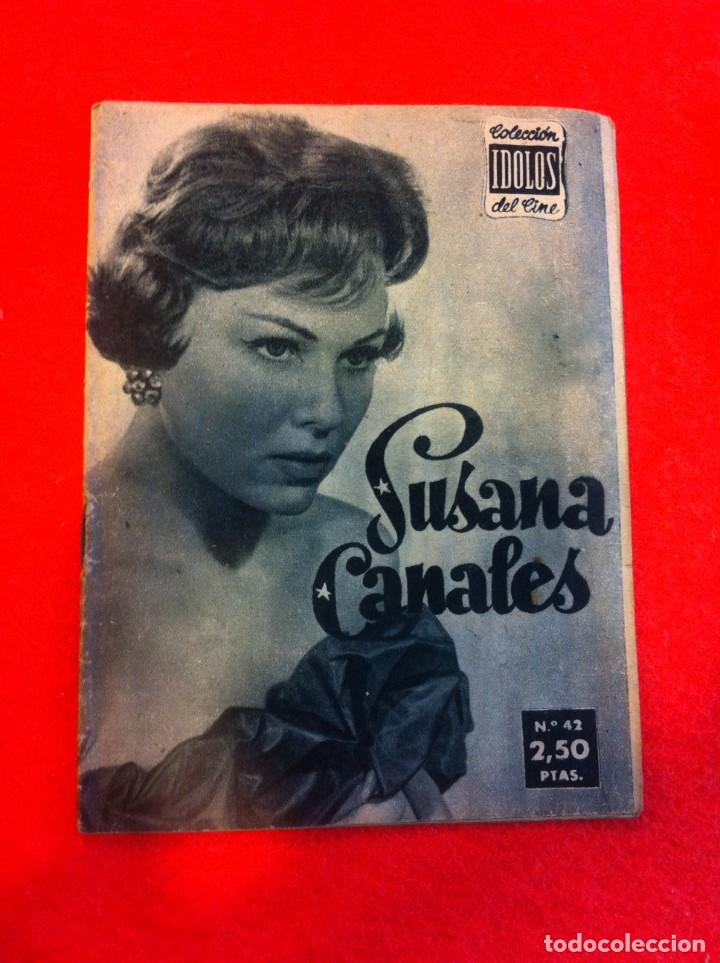 Colección
IDOLOS
del Cine
Susana
Canales
N.º 42
2,50
PTAS.
todocoleccion